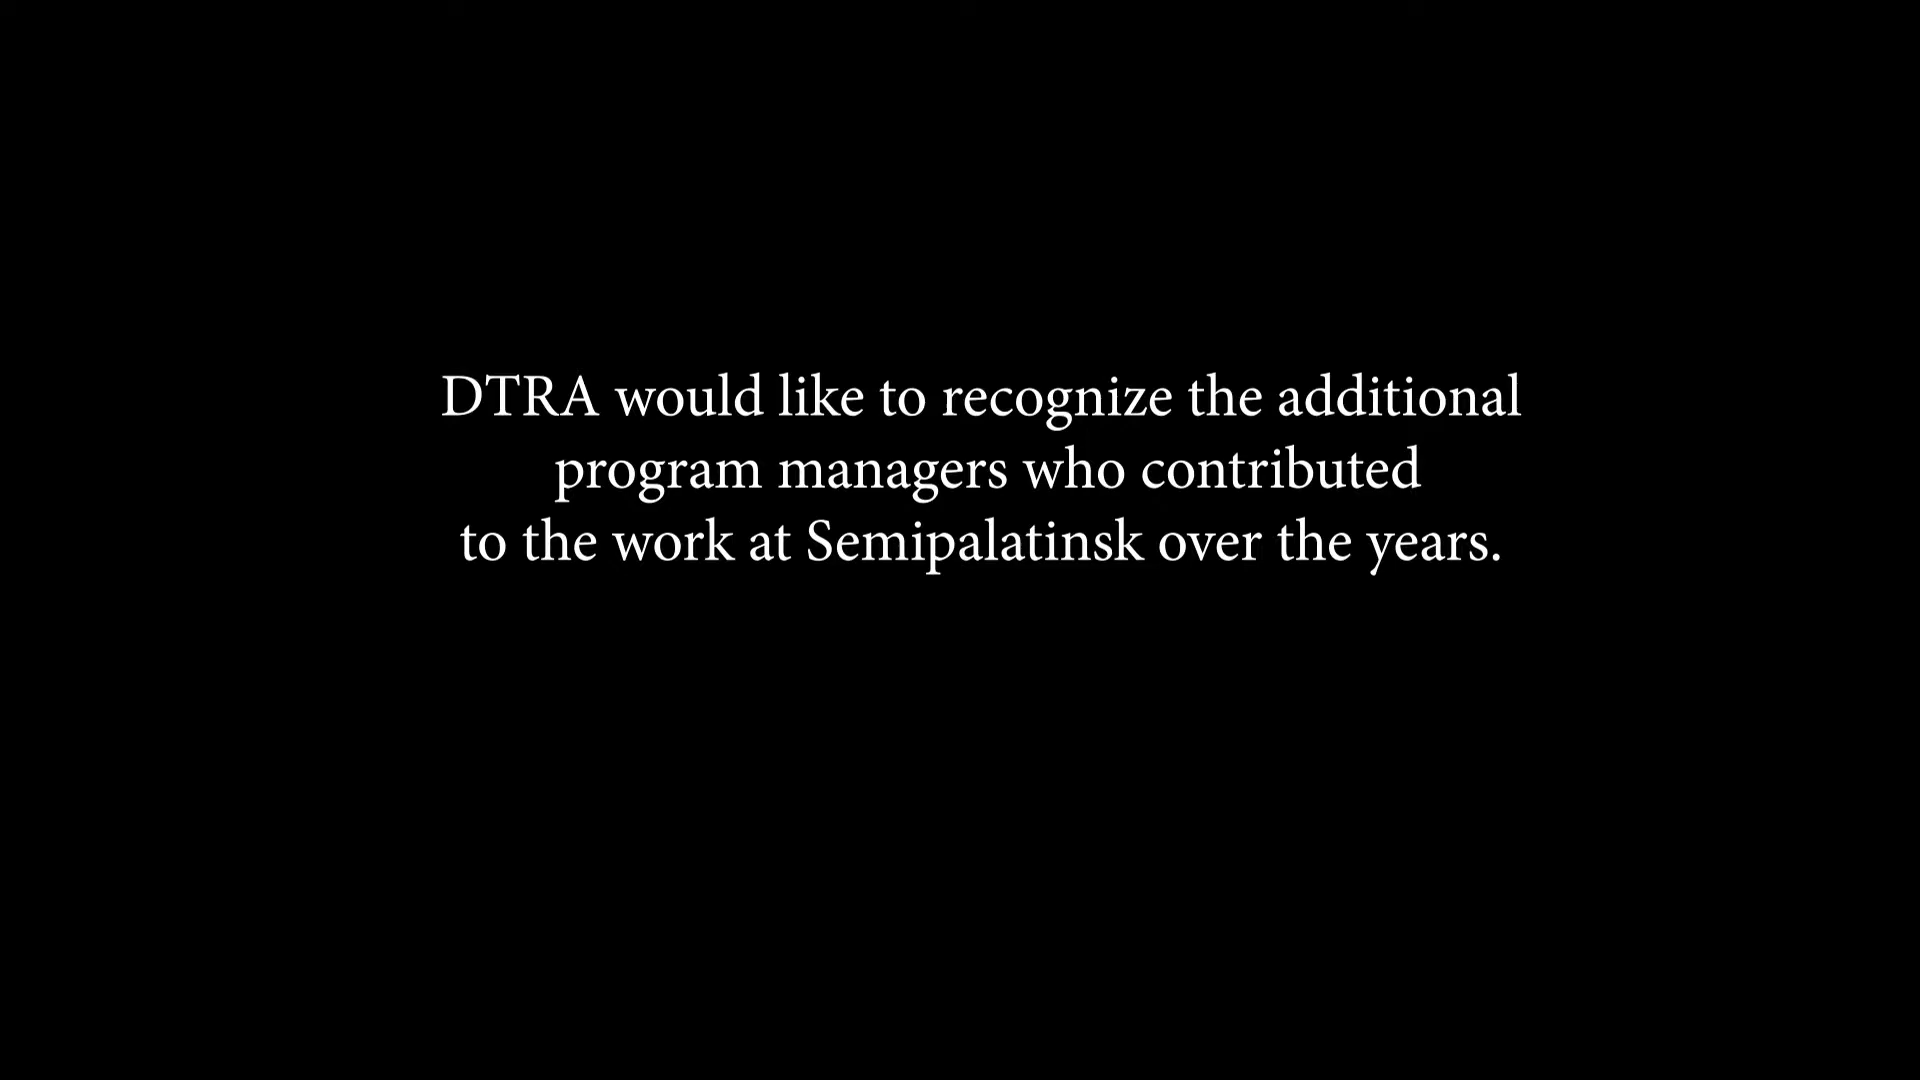 DTRA would like to recognize the additional
program managers who contributed
to the work at Semipalatinsk over the years.